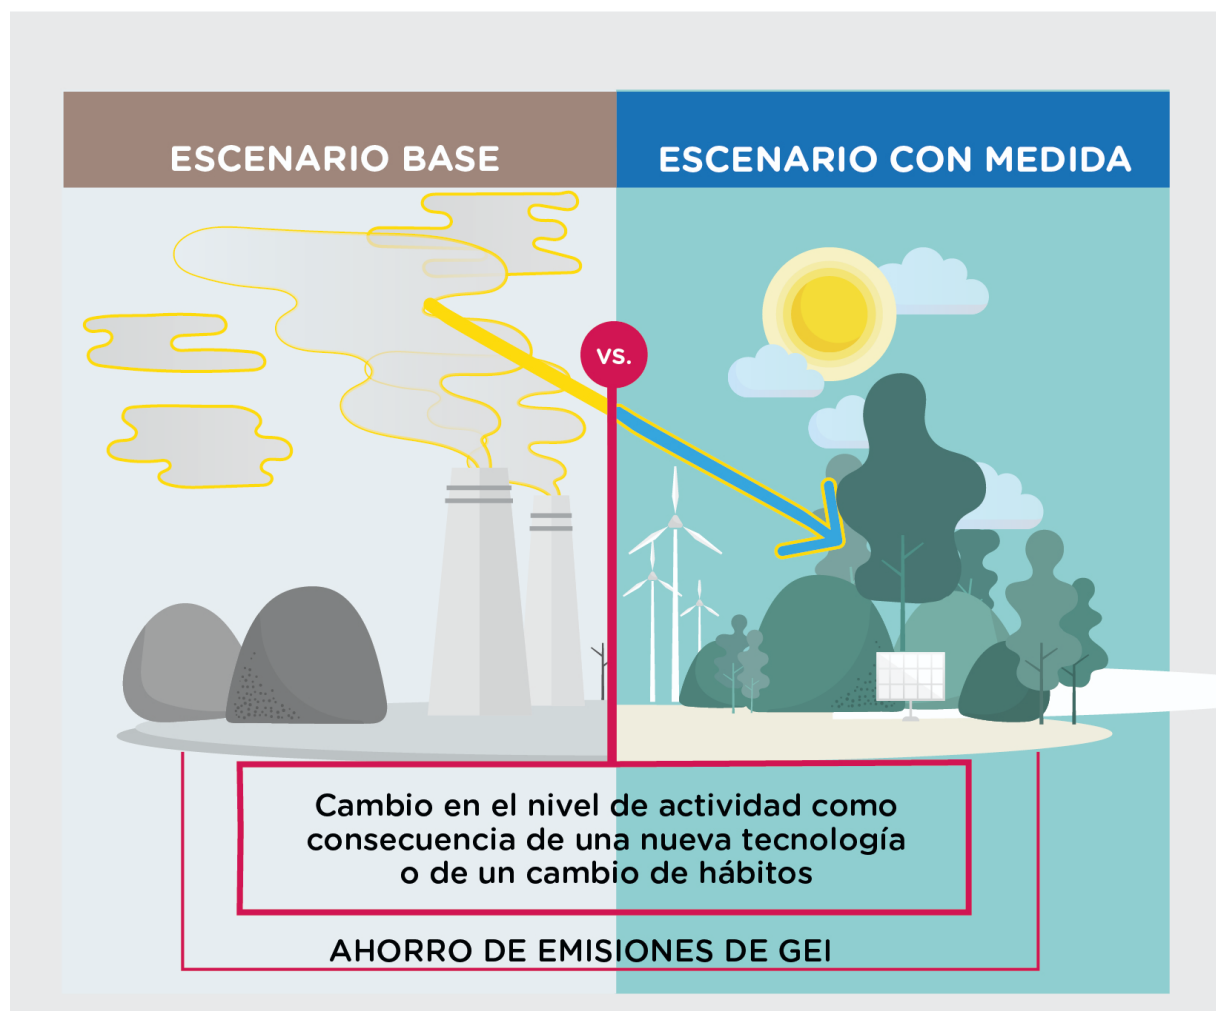 ESCENARIO BASE
ESCENARIO CON MEDIDA
vs.
Cambio en el nivel de actividad como
consecuencia de una nueva tecnología
o de un cambio de hábitos
AHORRO DE EMISIONES DE GEI